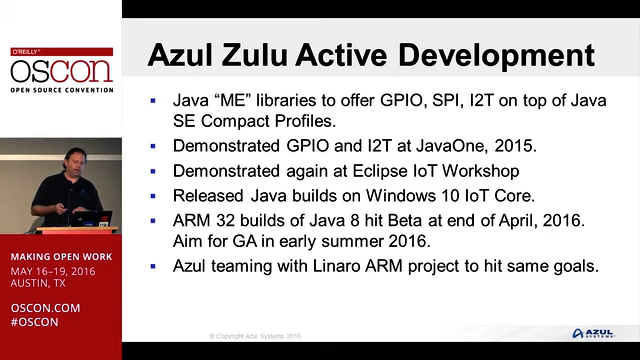 O'REILLY®
OSCON
OPEN SOURCE CONVENTION
MAKING OPEN WORK
MAY 16–19, 2016
AUSTIN, TX
OSCON.COM
#OSCON
Azul Zulu Active Development
Java “ME” libraries to offer GPIO, SPI, I2T on top of Java
SE Compact Profiles.
Demonstrated GPIO and I2T at JavaOne, 2015.
Demonstrated again at Eclipse IoT Workshop
Released Java builds on Windows 10 IoT Core.
ARM 32 builds of Java 8 hit Beta at end of April, 2016.
Aim for GA in early summer 2016.
Azul teaming with Linaro ARM project to hit same goals.
© Copyright Azul Systems 2016
AZUL
SYSTEMS